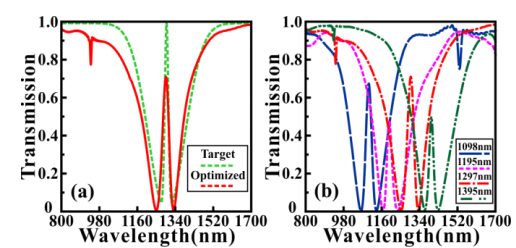 Transmission
1.0
0.8
0.6
0.4
0.2
0
(a)
Target
Optimized
800 980 1160 1340 1520 1700
Wavelength(nm)
Transmission
1.0
0.8
0.6
0.4
0.2
0
(b)
1098nm
1195nm
1297nm
1395nm
800 980 1160 1340 1520 1700
Wavelength(nm)